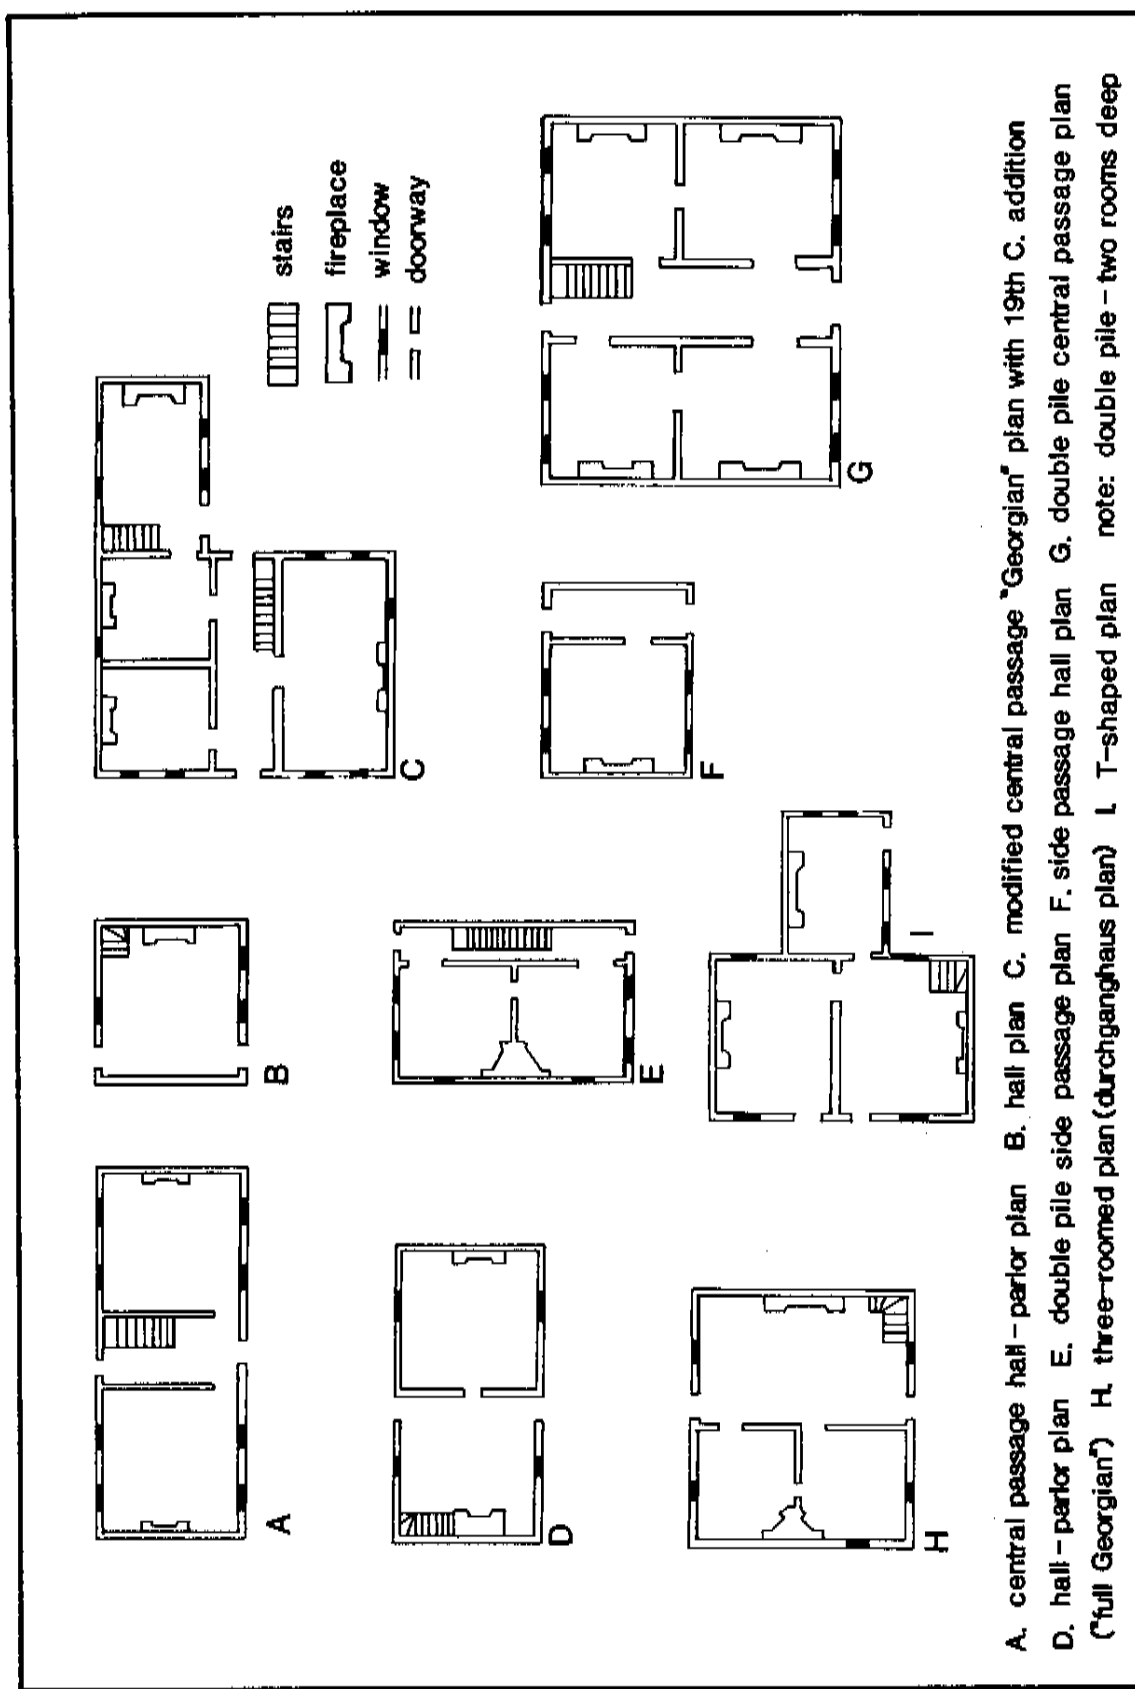 stairs
fireplace
window
doorway
A
B
C
D
E
F
G
H
I
A. central passage hall-parlor plan B. hall plan C. modified central passage "Georgian" plan with 19th C. addition
D. hall-parlor plan E. double pile side passage plan F. side passage hall plan G. double pile central passage plan
("full Georgian") H. three-roomed plan (durchganghaus plan) I. T-shaped plan note: double pile - two rooms deep